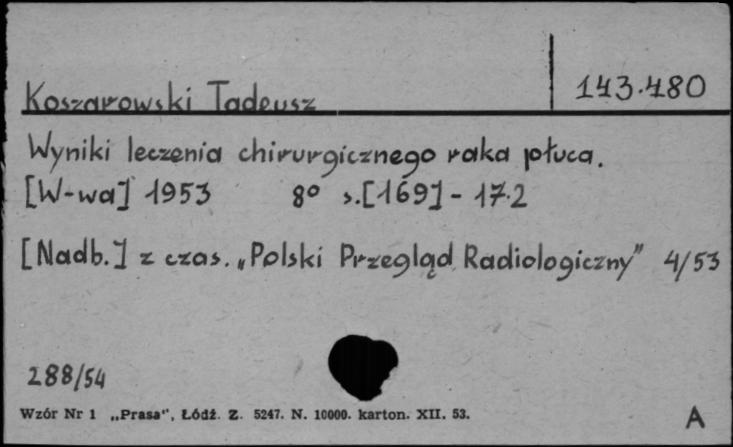 Koszarowski Tadeusz
143.480
Wyniki leczenia chirurgicznego raka płuca.
[W-wa] 1953 8° s.[169] - 172
[Nadb.] z czas. „Polski Przegląd Radiologiczny" 4/53
288/54
Wzór Nr 1 „Prasa", Łódź. Z. 5247. N. 10000. karton. XII. 53.
A